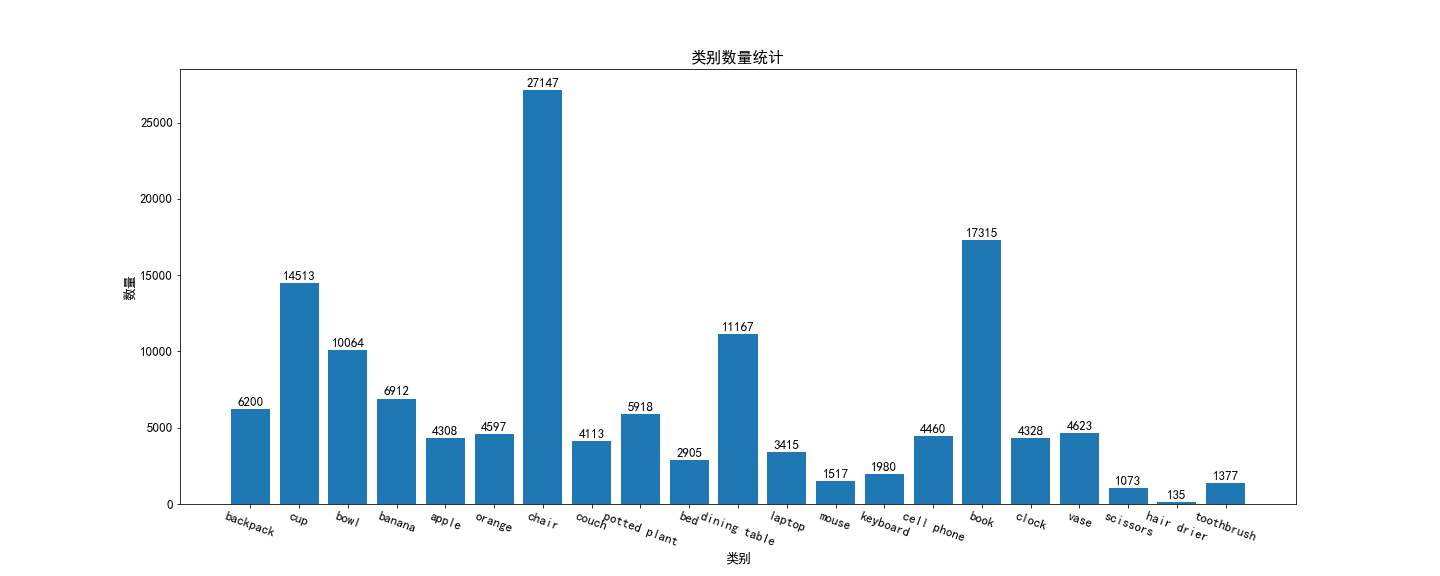 类别数量统计
27147
25000
20000
17315
15000
14513
11167
10000
10064
6912
6200
5918
5000
4308
4597
4113
2905
3415
1517
1980
4460
4328
4623
1073
135
1377
0
数量
backpack
cup
bowl
banana
apple
orange
chair
couch
potted plant
bed
dining table
laptop
mouse
keyboard
cell phone
book
clock
vase
scissors
hair drier
toothbrush
类别